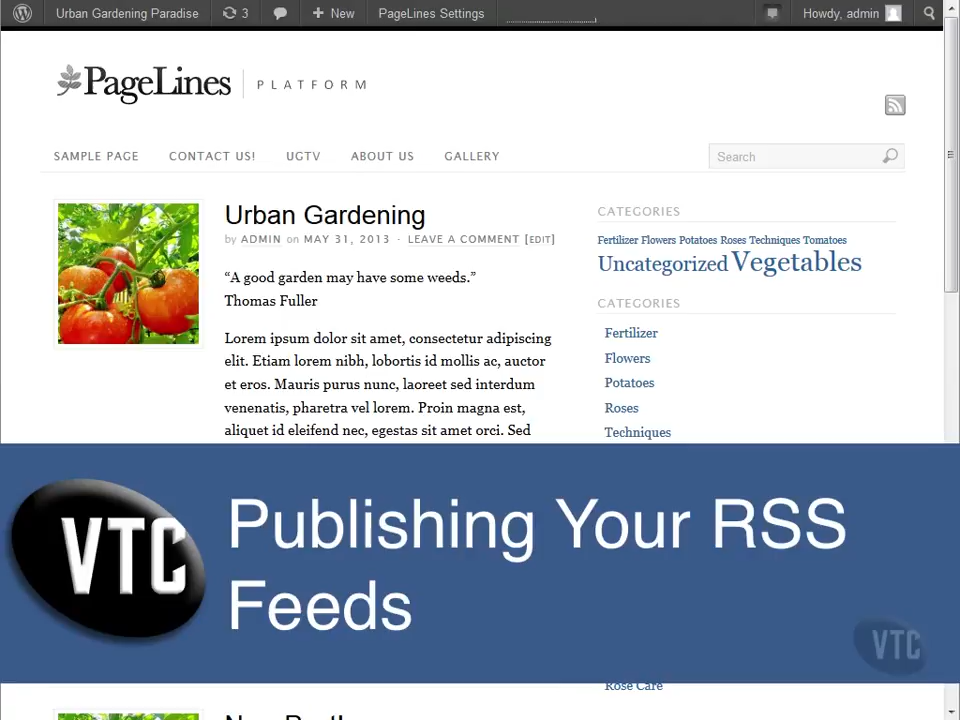 Urban Gardening Paradise 3 New PageLines Settings Howdy, admin
PageLines PLATFORM
SAMPLE PAGE CONTACT US! UGTV ABOUT US GALLERY Search
Urban Gardening
by ADMIN on MAY 31, 2013 · LEAVE A COMMENT [EDIT]
“A good garden may have some weeds.”
Thomas Fuller
Lorem ipsum dolor sit amet, consectetur adipiscing
elit. Etiam lorem nibh, lobortis id mollis ac, auctor
et eros. Mauris purus nunc, laoreet sed interdum
venenatis, pharetra vel lorem. Proin magna est,
aliquet id eleifend nec, egestas sit amet orci. Sed
CATEGORIES
Fertilizer Flowers Potatoes Roses Techniques Tomatoes
Uncategorized Vegetables
CATEGORIES
Fertilizer
Flowers
Potatoes
Roses
Techniques
VTC
Publishing Your RSS
Feeds
VTC
Rose Care